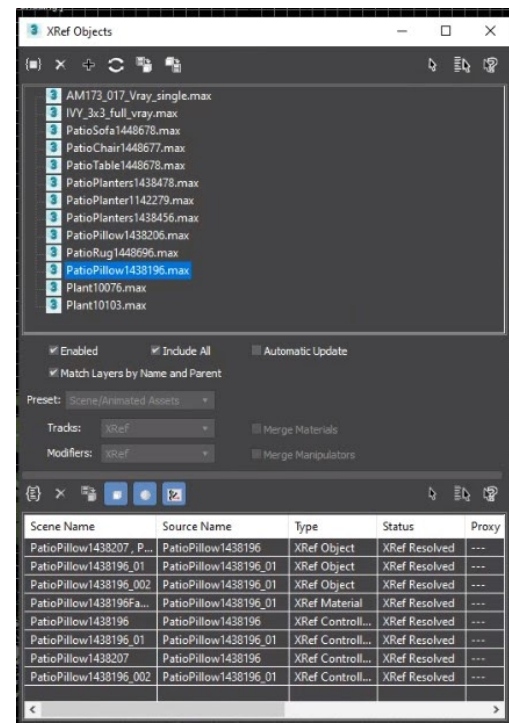 XRef Objects
AM173_017_Vray_single.max
IVY_3x3_full_vray.max
PatioSofa1448678.max
PatioChair1448677.max
PatioTable1448678.max
PatioPlanters1438478.max
PatioPlanter1142279.max
PatioPlanters1438456.max
PatioPillow1438206.max
PatioRug1448696.max
PatioPillow1438196.max
Plant10076.max
Plant10103.max
Enabled Include All Automatic Update
Match Layers by Name and Parent
Preset: Scene/Animated Assets
Tracks: XRef Merge Materials
Modifiers: XRef Merge Manipulators
Scene Name Source Name Type Status Proxy
PatioPillow1438207 , P... PatioPillow1438196 XRef Object XRef Resolved ---
PatioPillow1438196_01 PatioPillow1438196_01 XRef Object XRef Resolved ---
PatioPillow1438196_002 PatioPillow1438196_01 XRef Object XRef Resolved ---
PatioPillow1438196Fa... PatioPillow1438196_01 XRef Material XRef Resolved ---
PatioPillow1438196 PatioPillow1438196 XRef Controll... XRef Resolved ---
PatioPillow1438196_01 PatioPillow1438196_01 XRef Controll... XRef Resolved ---
PatioPillow1438207 PatioPillow1438196 XRef Controll... XRef Resolved ---
PatioPillow1438196_002 PatioPillow1438196_01 XRef Controll... XRef Resolved ---